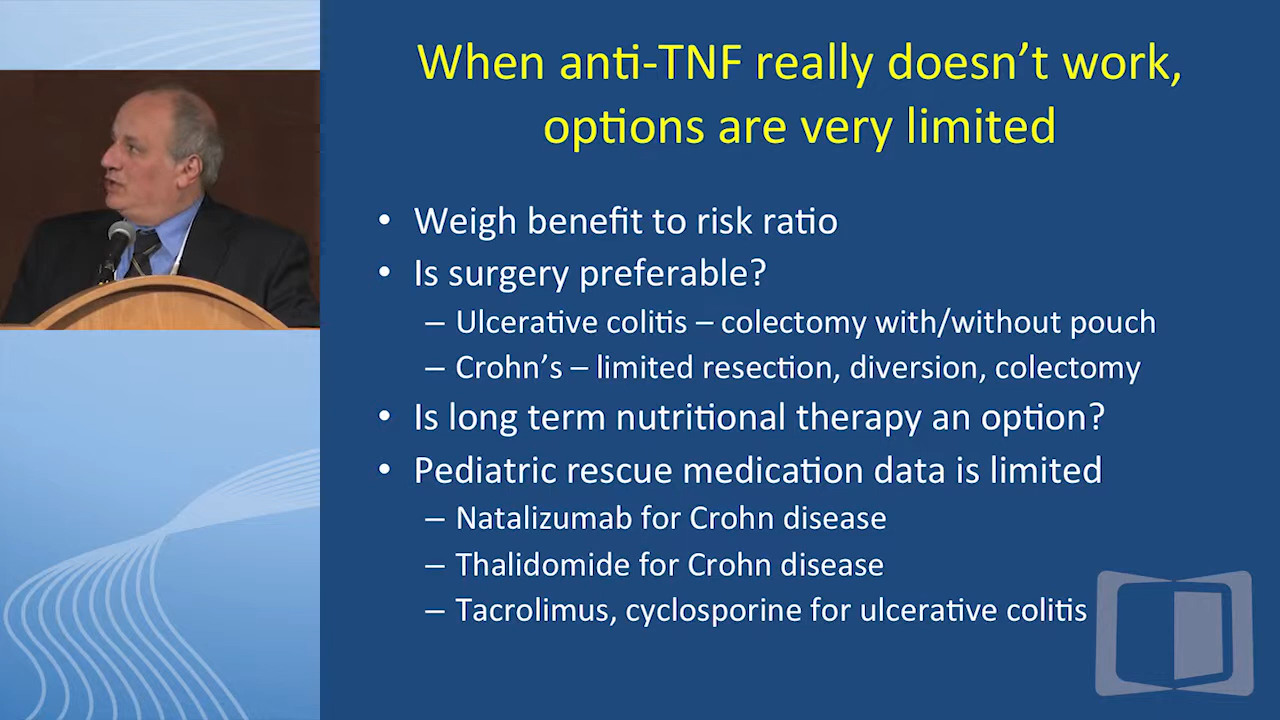 When anti-TNF really doesn’t work,
options are very limited
• Weigh benefit to risk ratio
• Is surgery preferable?
– Ulcerative colitis – colectomy with/without pouch
– Crohn’s – limited resection, diversion, colectomy
• Is long term nutritional therapy an option?
• Pediatric rescue medication data is limited
– Natalizumab for Crohn disease
– Thalidomide for Crohn disease
– Tacrolimus, cyclosporine for ulcerative colitis